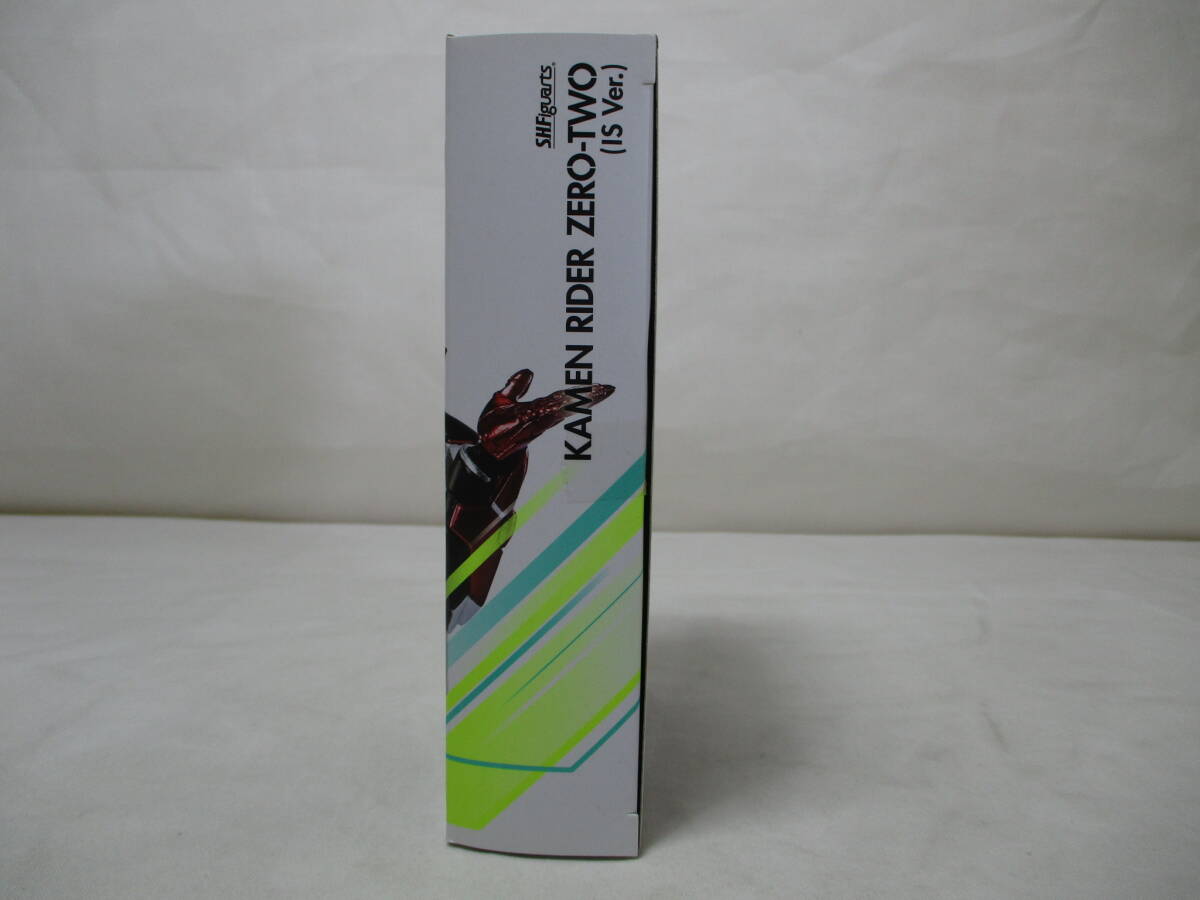 S.H.Figuarts
KAMEN RIDER ZERO-TWO
(IS Ver.)